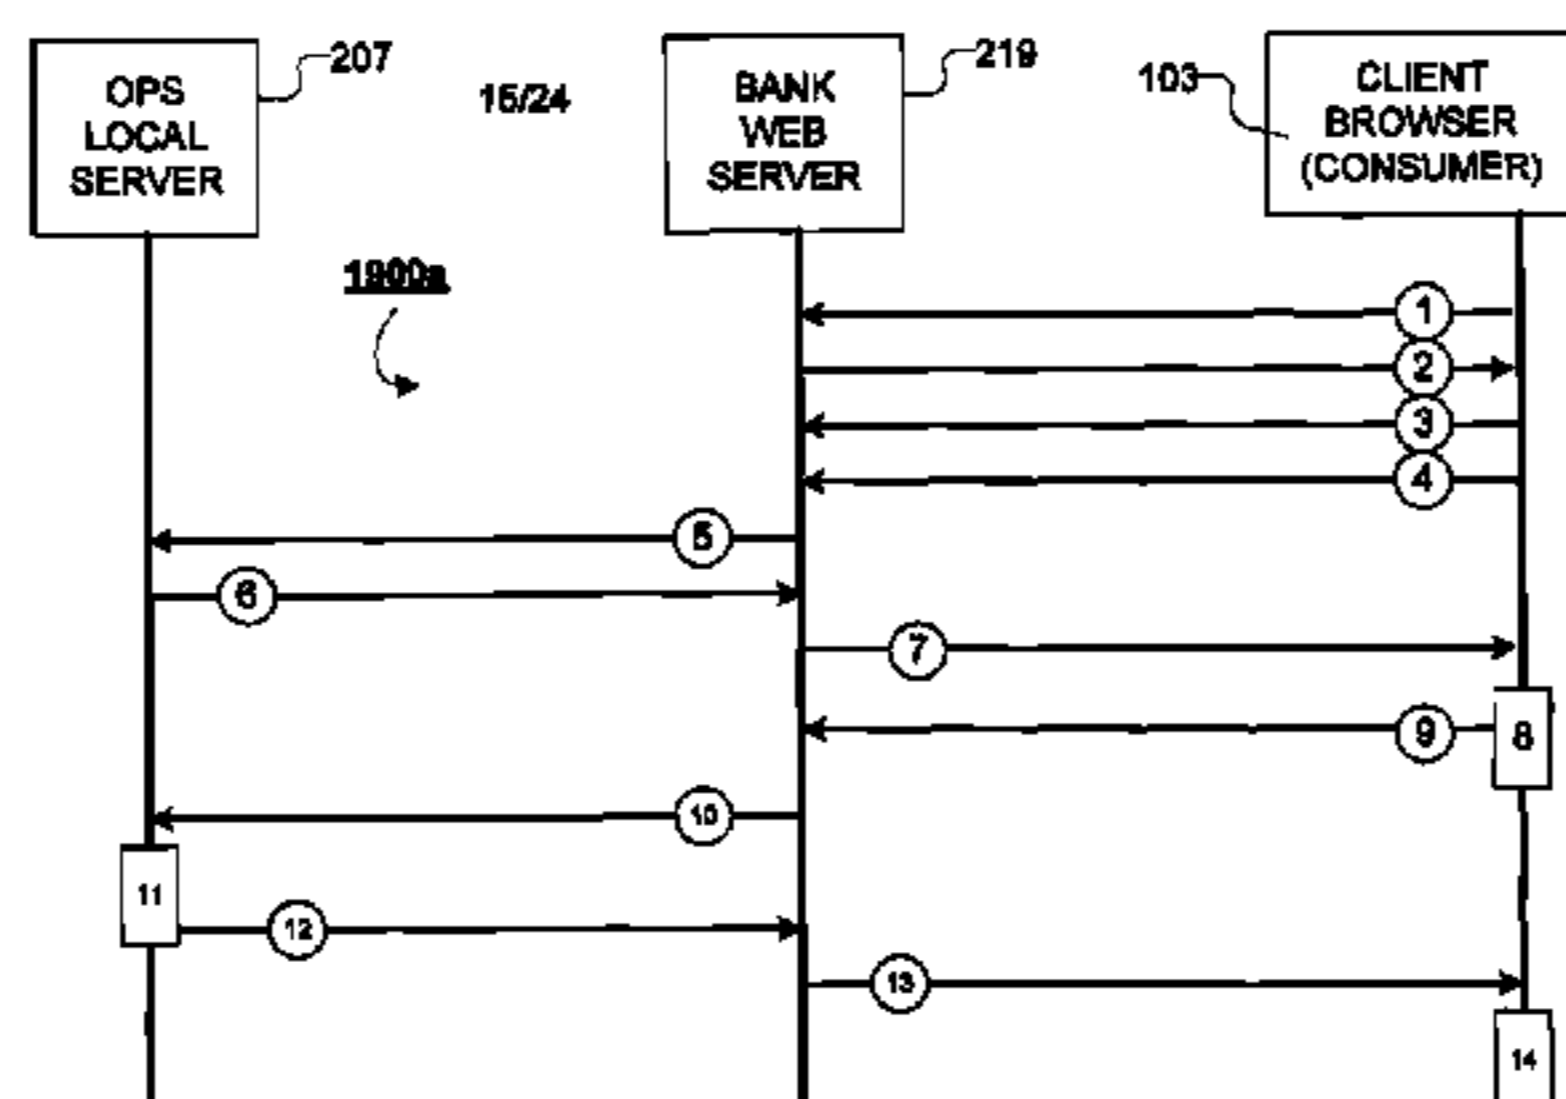 OPS
LOCAL
SERVER
207
15/24
BANK
WEB
SERVER
219
103
CLIENT
BROWSER
(CONSUMER)
1900a
1
2
3
4
5
6
7
8
9
10
11
12
13
14